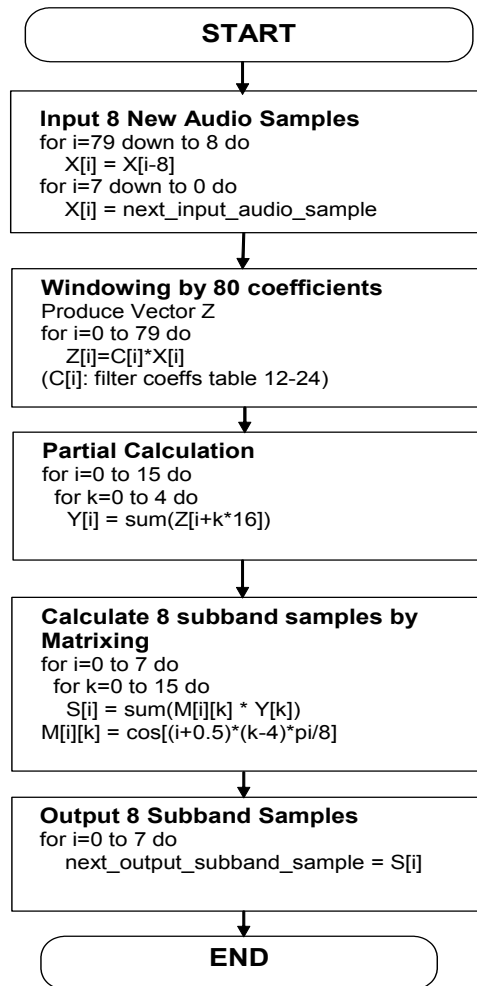 START
Input 8 New Audio Samples
for i=79 down to 8 do
X[i] = X[i-8]
for i=7 down to 0 do
X[i] = next_input_audio_sample
Windowing by 80 coefficients
Produce Vector Z
for i=0 to 79 do
Z[i]=C[i]*X[i]
(C[i]: filter coeffs table 12-24)
Partial Calculation
for i=0 to 15 do
for k=0 to 4 do
Y[i] = sum(Z[i+k*16])
Calculate 8 subband samples by
Matrixing
for i=0 to 7 do
for k=0 to 15 do
S[i] = sum(M[i][k] * Y[k])
M[i][k] = cos[(i+0.5)*(k-4)*pi/8]
Output 8 Subband Samples
for i=0 to 7 do
next_output_subband_sample = S[i]
END